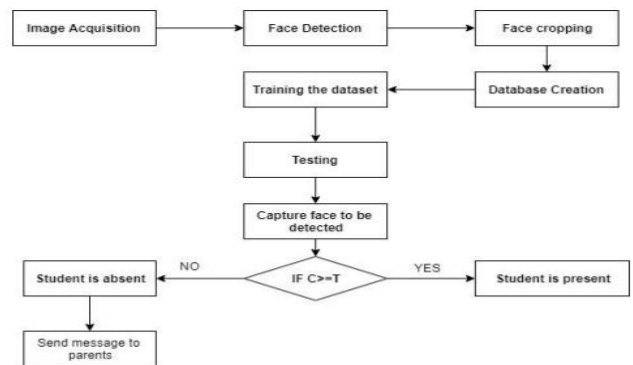 Image Acquisition
Face Detection
Face cropping
Training the dataset
Database Creation
Testing
Capture face to be
detected
NO
YES
Student is absent
IF C>=T
Student is present
Send message to
parents